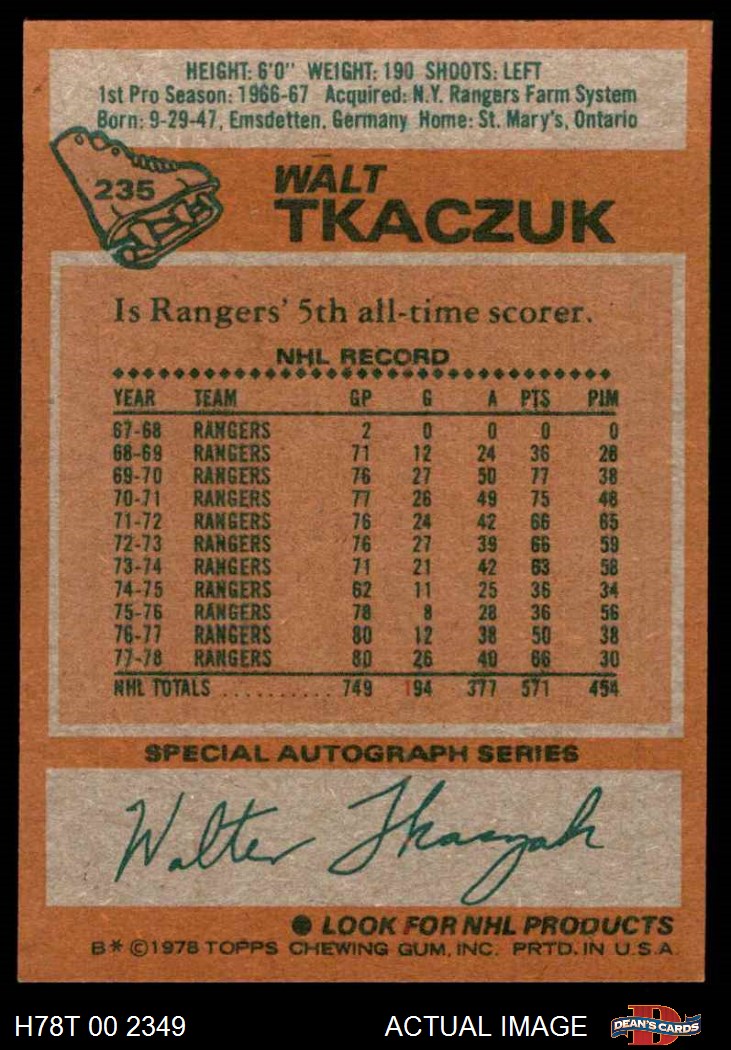 HEIGHT: 6'0" WEIGHT: 190 SHOOTS: LEFT
1st Pro Season: 1966-67 Acquired: N.Y. Rangers Farm System
Born: 9-29-47, Emsdetten, Germany Home: St. Mary's, Ontario
235
WALT
TKACZUK
Is Rangers' 5th all-time scorer.
NHL RECORD
YEAR TEAM GP G A PTS PIM
67-68 RANGERS 2 0 0 0 0
68-69 RANGERS 71 12 24 36 28
69-70 RANGERS 76 27 50 77 38
70-71 RANGERS 77 26 49 75 48
71-72 RANGERS 76 24 42 66 65
72-73 RANGERS 76 27 39 66 59
73-74 RANGERS 71 21 42 63 58
74-75 RANGERS 62 11 25 36 34
75-76 RANGERS 78 8 28 36 56
76-77 RANGERS 80 12 38 50 38
77-78 RANGERS 80 26 40 66 30
NHL TOTALS .......... 749 194 377 571 454
SPECIAL AUTOGRAPH SERIES
Walter Tkaczuk
● LOOK FOR NHL PRODUCTS
B* ©1978 TOPPS CHEWING GUM, INC. PRTD. IN U.S.A.
H78T 00 2349 ACTUAL IMAGE
D
DEAN'S CARDS